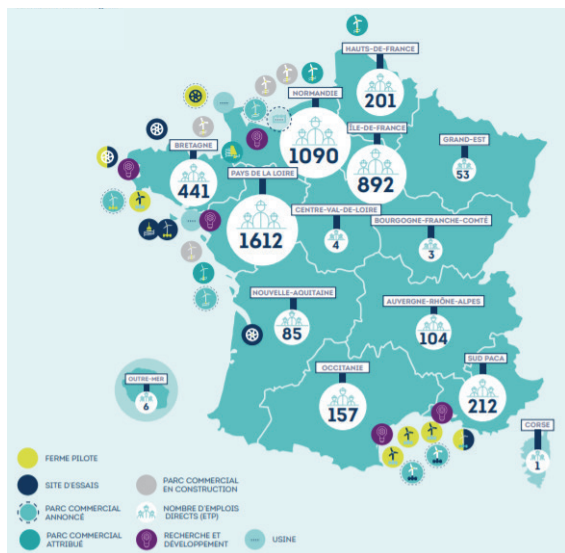 HAUTS-DE-FRANCE
201
NORMANDIE
1090
ÎLE-DE-FRANCE
892
GRAND-EST
53
BRETAGNE
441
PAYS DE LA LOIRE
1612
CENTRE-VAL-DE-LOIRE
4
BOURGOGNE-FRANCHE-COMTÉ
3
NOUVELLE-AQUITAINE
85
AUVERGNE-RHÔNE-ALPES
104
OCCITANIE
157
SUD PACA
212
OUTRE-MER
6
CORSE
1
FERME PILOTE
SITE D'ESSAIS
PARC COMMERCIAL
ANNONCÉ
PARC COMMERCIAL
ATTRIBUÉ
PARC COMMERCIAL
EN CONSTRUCTION
NOMBRE D'EMPLOIS
DIRECTS (ETP)
RECHERCHE ET
DÉVELOPPEMENT
USINE